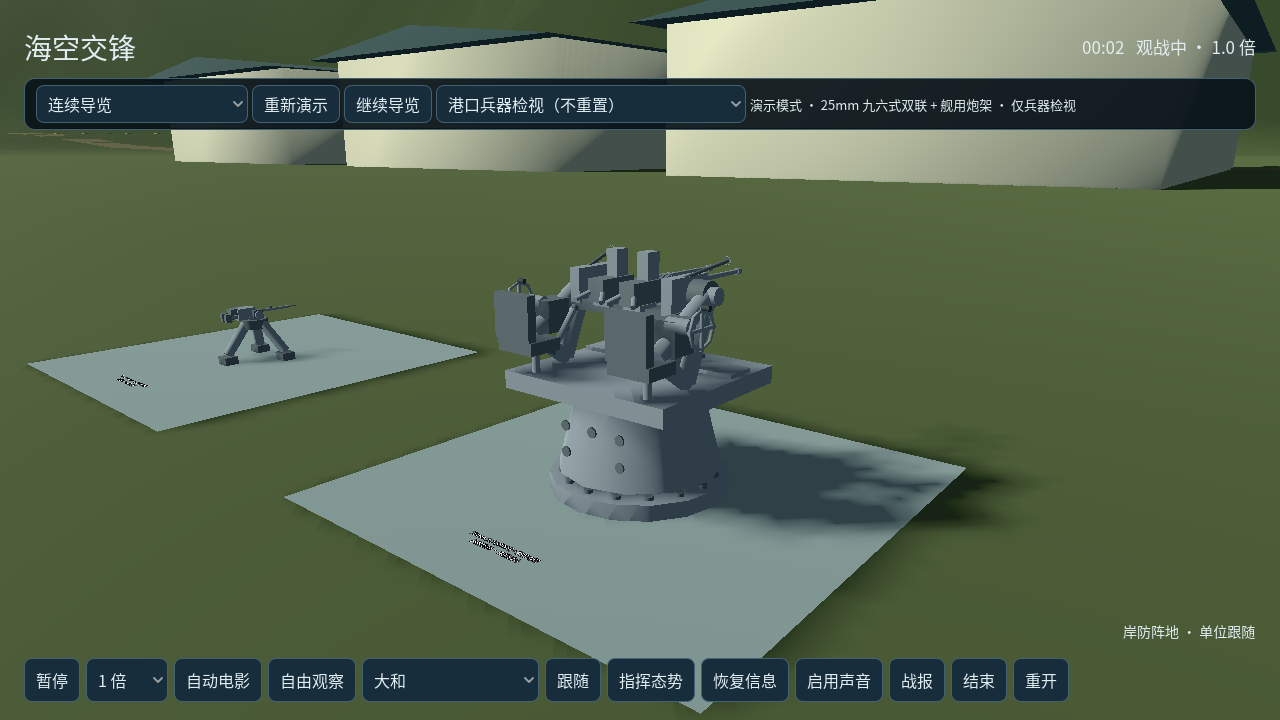 海空交锋
00:02 观战中 · 1.0 倍
连续导览 重新演示 继续导览 港口兵器检视（不重置） 演示模式 · 25mm 九六式双联 + 舰用炮架 · 仅兵器检视
岸防阵地 · 单位跟随
暂停 1 倍 自动电影 自由观察 大和 跟随 指挥态势 恢复信息 启用声音 战报 结束 重开